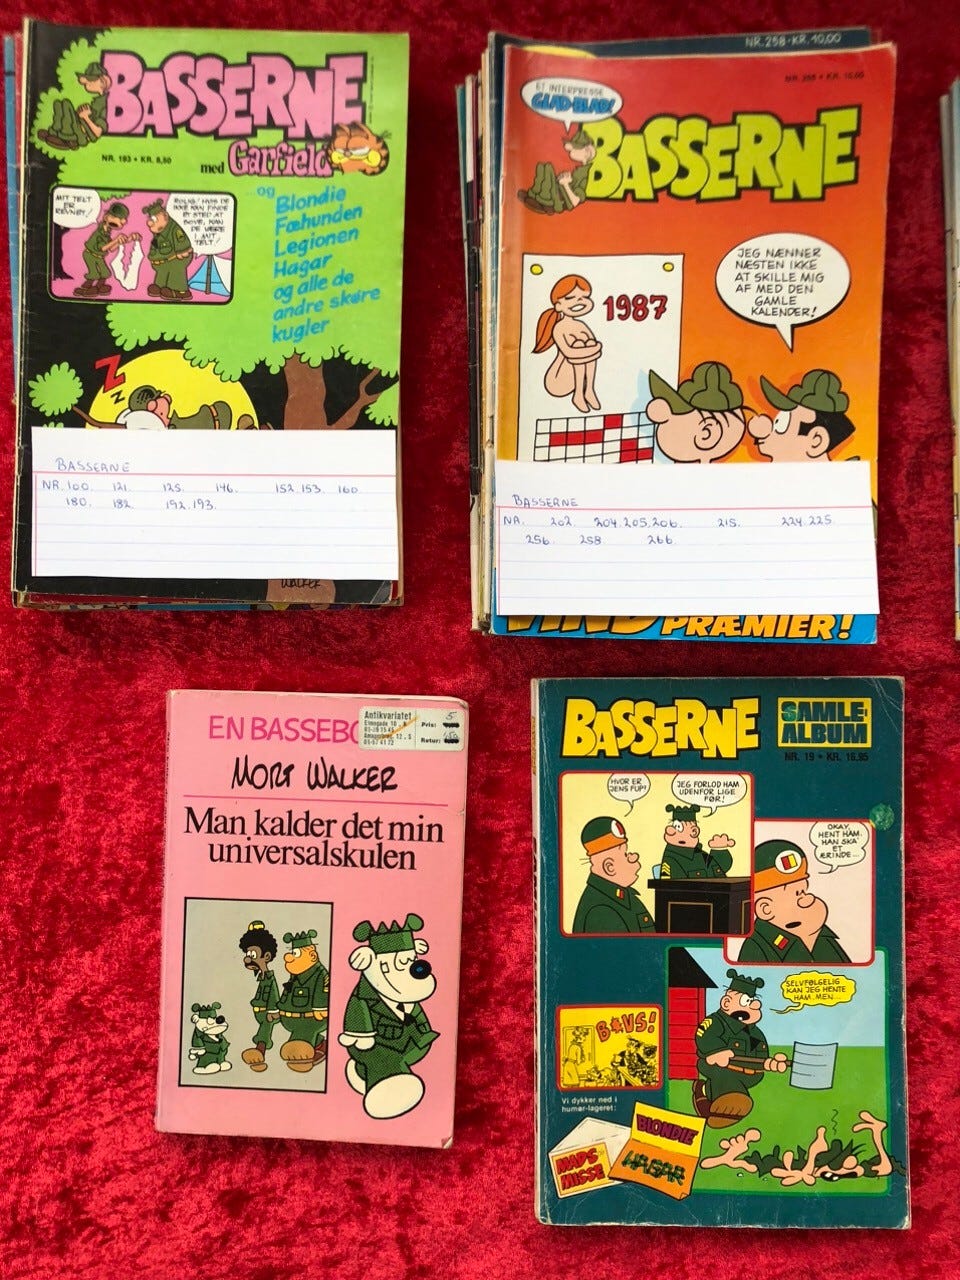 BASSERNE
NR. 193 • KR. 8,50
med Garfield
...og
Blondie
Fæhunden
Legionen
Hagar
og alle de
andre skøre
kugler
MIT TELT ER
REVNET!
ROLIG! HVIS DE
IKKE KAN FINDE
ET STED AT
SOVE, KAN
DE VÆRE
I MIT
TELT!
Z
Z
BASSERNE
NR. 100. 121. 125. 146. 152. 153. 160
180. 182. 192. 193.
WALKER
NR. 258 • KR. 10,00
KR. 10,00
ET INTERPRESSE
GLAD-BLAD!
BASSERNE
1987
JEG NÆNNER
NÆSTEN IKKE
AT SKILLE MIG
AF MED DEN
GAMLE
KALENDER!
BASSERNE
NR. 202. 204. 205. 206. 215. 224. 225.
256. 258 266.
VIND
PRÆMIER!
EN BASSEBO
Antikvariatet
Pris: 5
Retur:
MORT WALKER
Man kalder det min
universalskulen
BASSERNE
SAMLE-
ALBUM
NR. 19 • KR. 16,95
HVOR ER
JENS FUP?
JEG FORLOD HAM
UDENFOR LIGE
FØR!
OKAY,
HENT HAM.
HAN SKA'
ET
ÆRINDE...
SELVFØLGELIG
KAN JEG HENTE
HAM, MEN...
BOVS!
Vi dykker ned i
humør-lageret:
BLONDIE
MADS-
MISSE
HAGAR